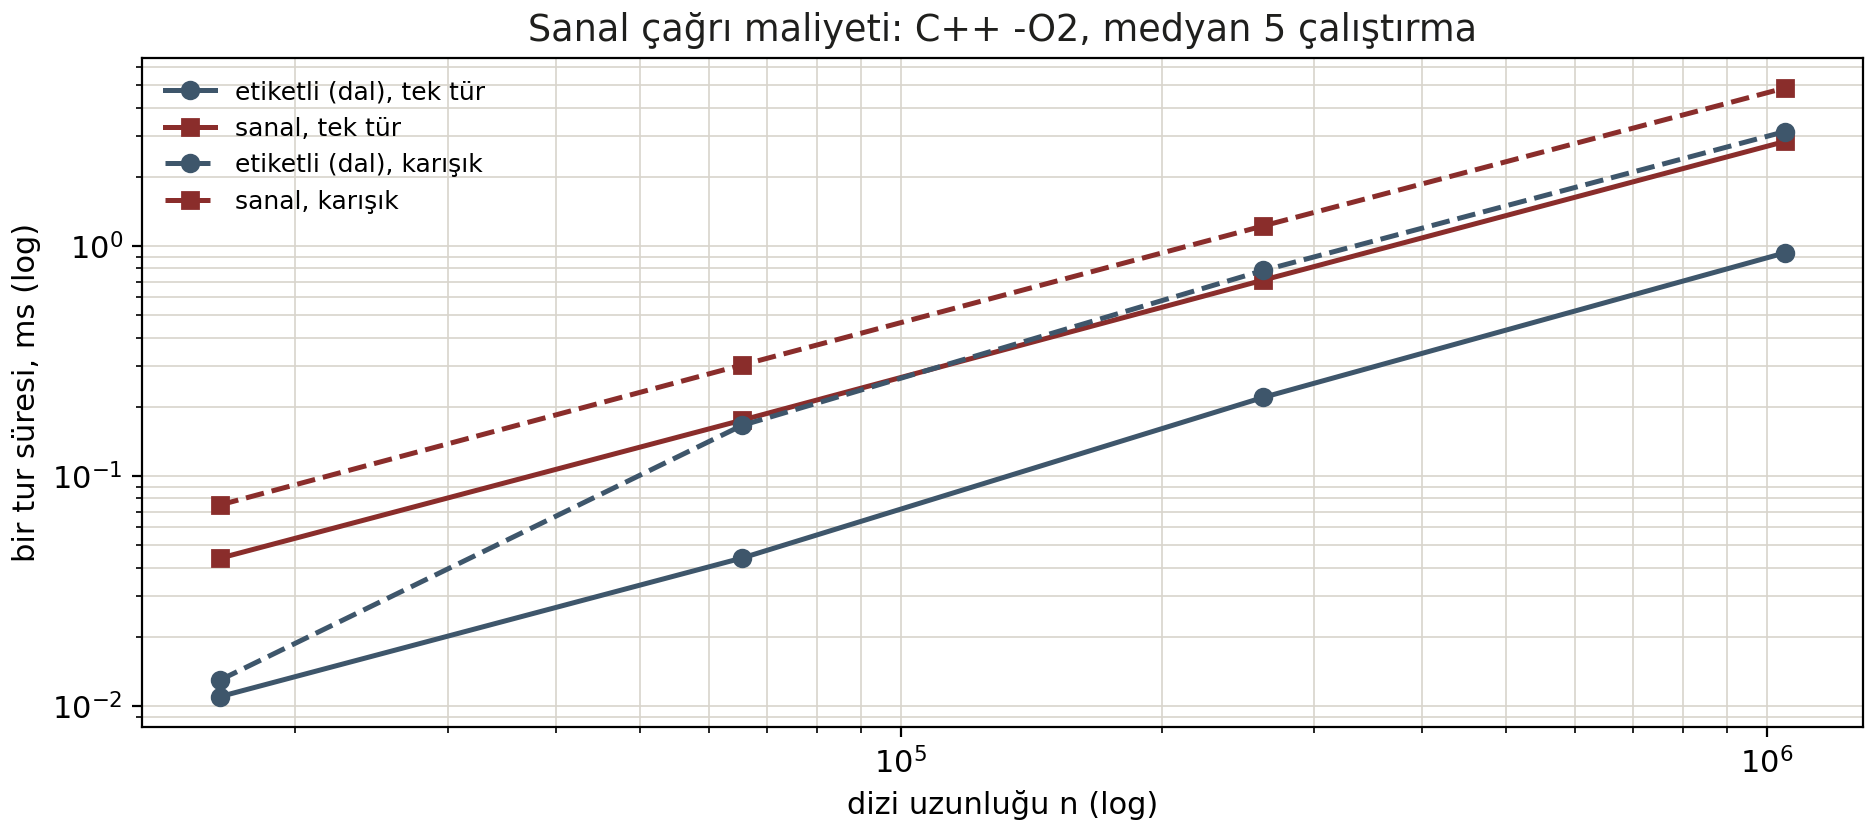 Sanal çağrı maliyeti: C++ -O2, medyan 5 çalıştırma
etiketli (dal), tek tür
sanal, tek tür
etiketli (dal), karışık
sanal, karışık
bir tur süresi, ms (log)
10⁰
10⁻¹
10⁻²
10⁵
10⁶
dizi uzunluğu n (log)